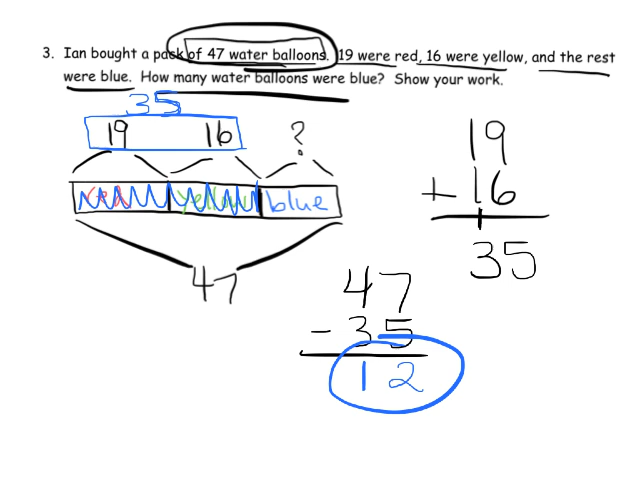 3. Ian bought a pack of 47 water balloons. 19 were red, 16 were yellow, and the rest
were blue. How many water balloons were blue? Show your work.
35
19 16 ?
red yellow blue
47
19
+ 16
1
35
47
- 35
12